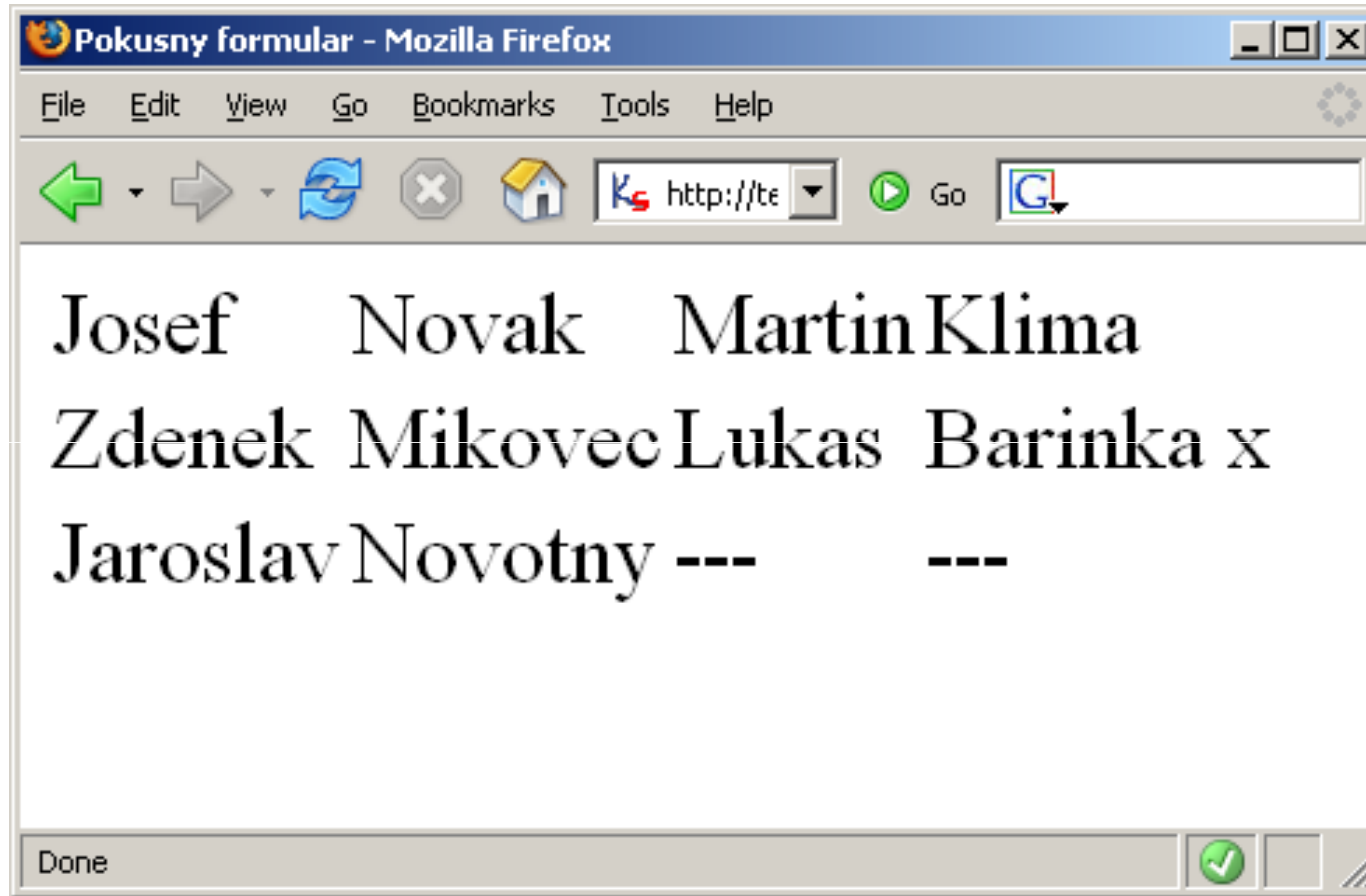 Pokusny formular - Mozilla Firefox
File Edit View Go Bookmarks Tools Help
Ks http://te Go G
Josef Novak Martin Klima
Zdenek Mikovec Lukas Barinka x
Jaroslav Novotny --- ---
Done